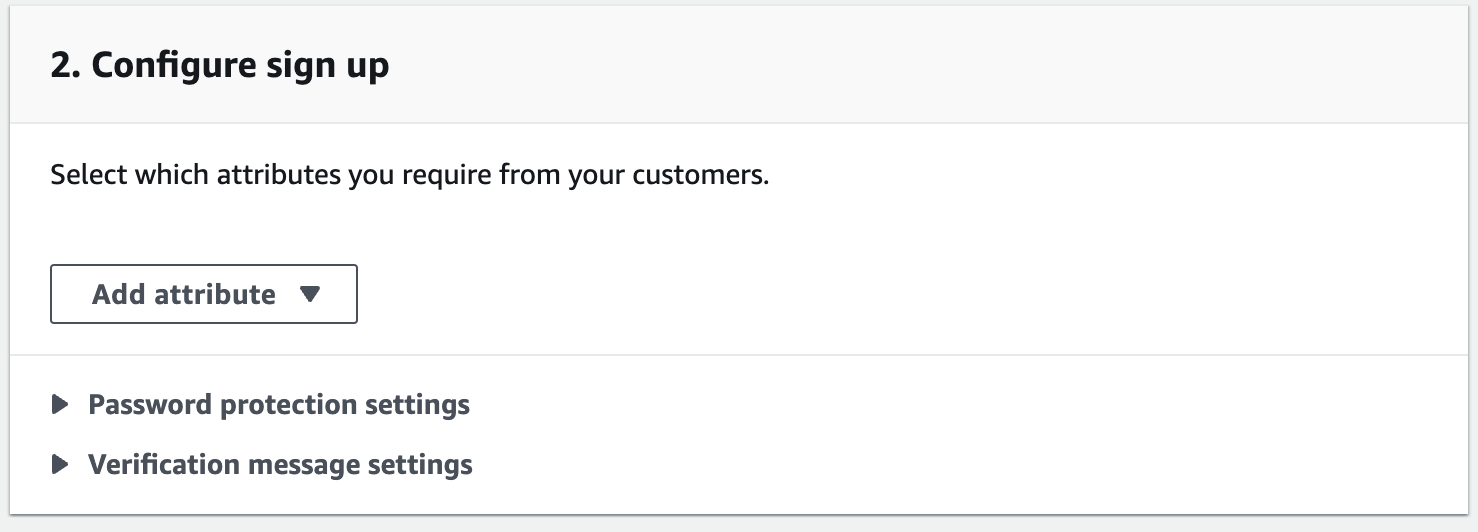 2. Configure sign up
Select which attributes you require from your customers.
Add attribute
Password protection settings
Verification message settings